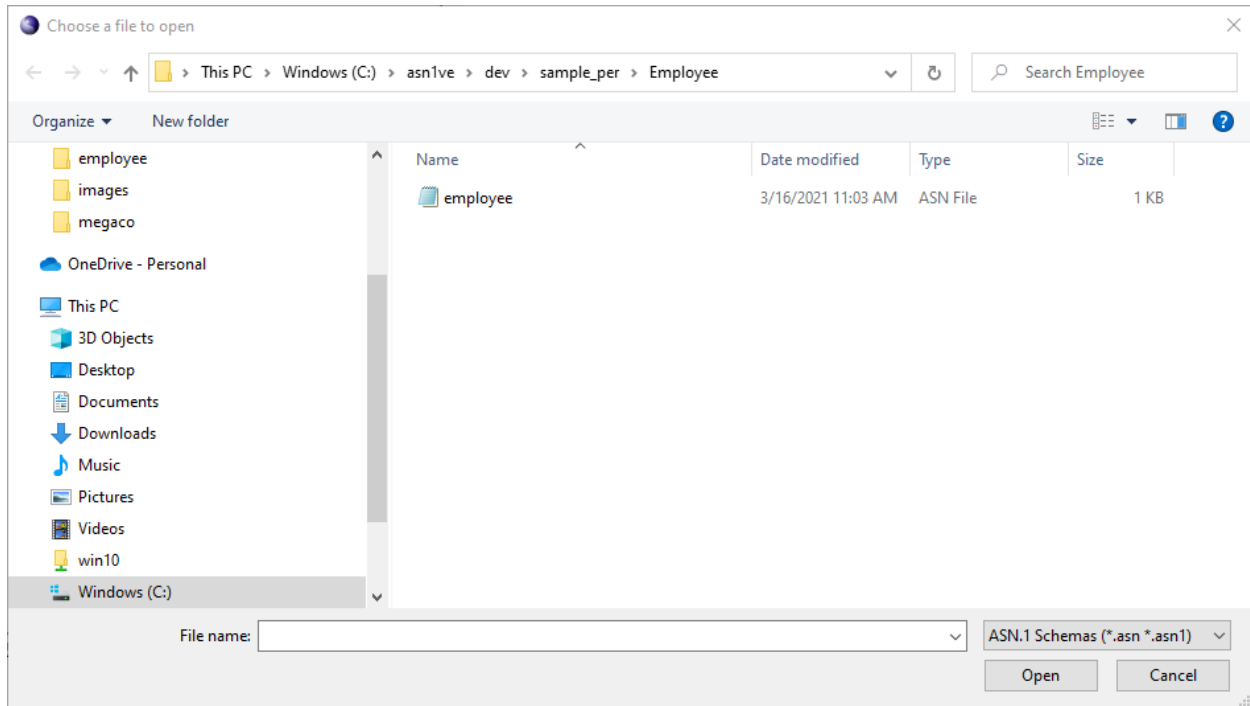 Choose a file to open
This PC > Windows (C:) > asn1ve > dev > sample_per > Employee
Search Employee
Organize
New folder
employee
images
megaco
OneDrive - Personal
This PC
3D Objects
Desktop
Documents
Downloads
Music
Pictures
Videos
win10
Windows (C:)
Name Date modified Type Size
employee 3/16/2021 11:03 AM ASN File 1 KB
File name:
ASN.1 Schemas (*.asn *.asn1)
Open Cancel